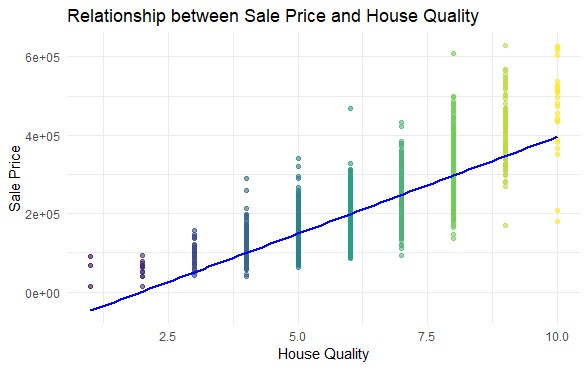 Relationship between Sale Price and House Quality
6e+05
4e+05
2e+05
0e+00
Sale Price
2.5
5.0
7.5
10.0
House Quality